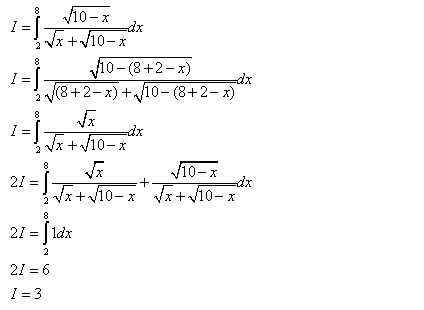 I = ∫₂⁸ √(10−x) / (√x + √(10−x)) dx
I = ∫₂⁸ √(10−(8+2−x)) / (√(8+2−x) + √(10−(8+2−x))) dx
I = ∫₂⁸ √x / (√x + √(10−x)) dx
2I = ∫₂⁸ √x / (√x + √(10−x)) + √(10−x) / (√x + √(10−x)) dx
2I = ∫₂⁸ 1dx
2I = 6
I = 3